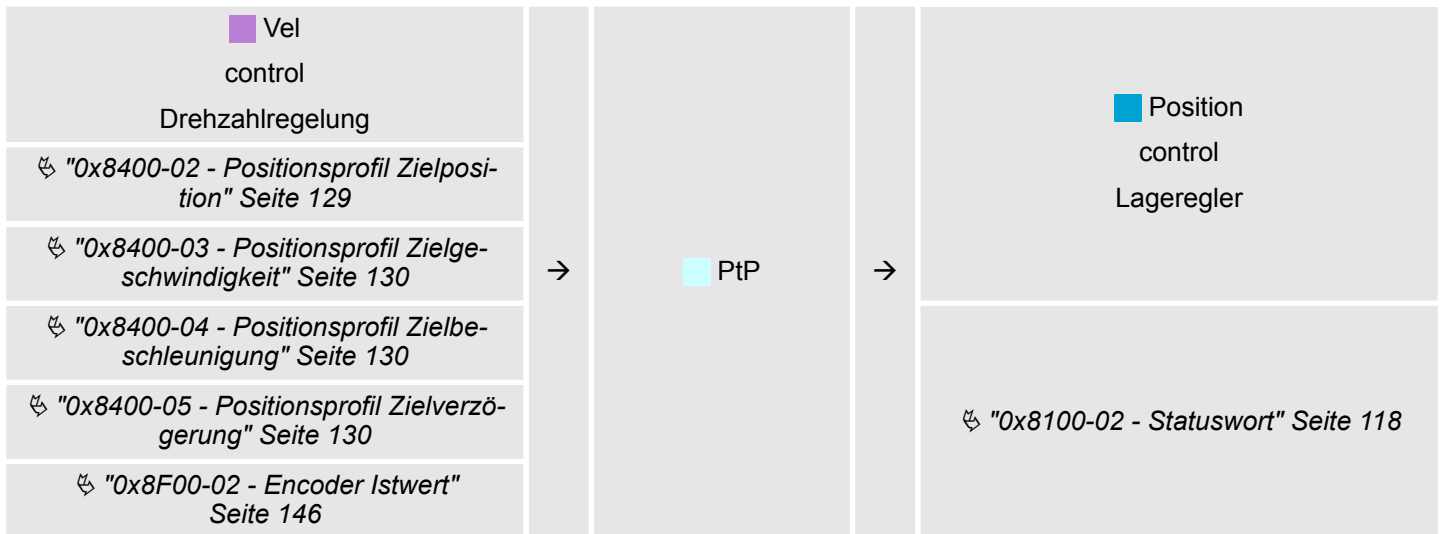 Vel
control
Drehzahlregelung
"0x8400-02 - Positionsprofil Zielposi-
tion" Seite 129
"0x8400-03 - Positionsprofil Zielge-
schwindigkeit" Seite 130
"0x8400-04 - Positionsprofil Zielbe-
schleunigung" Seite 130
"0x8400-05 - Positionsprofil Zielverzö-
gerung" Seite 130
"0x8F00-02 - Encoder Istwert"
Seite 146
→
PtP
→
Position
control
Lageregler
"0x8100-02 - Statuswort" Seite 118